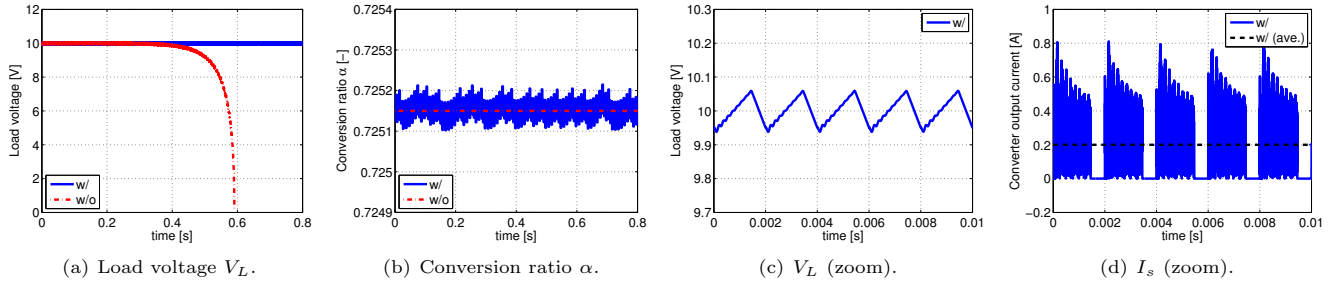 Load voltage [V]
12
10
8
6
4
2
0
w/
w/o
0
0.2
0.4
0.6
0.8
time [s]
(a) Load voltage V_L.
Conversion ratio α [−]
0.7254
0.7253
0.7252
0.7251
0.725
0.7249
w/
w/o
0
0.2
0.4
0.6
0.8
time [s]
(b) Conversion ratio α.
Load voltage [V]
10.3
10.2
10.1
10
9.9
9.8
9.7
w/
0
0.002
0.004
0.006
0.008
0.01
time [s]
(c) V_L (zoom).
Converter output current [A]
1
0.8
0.6
0.4
0.2
0
−0.2
w/
w/ (ave.)
0
0.002
0.004
0.006
0.008
0.01
time [s]
(d) I_s (zoom).